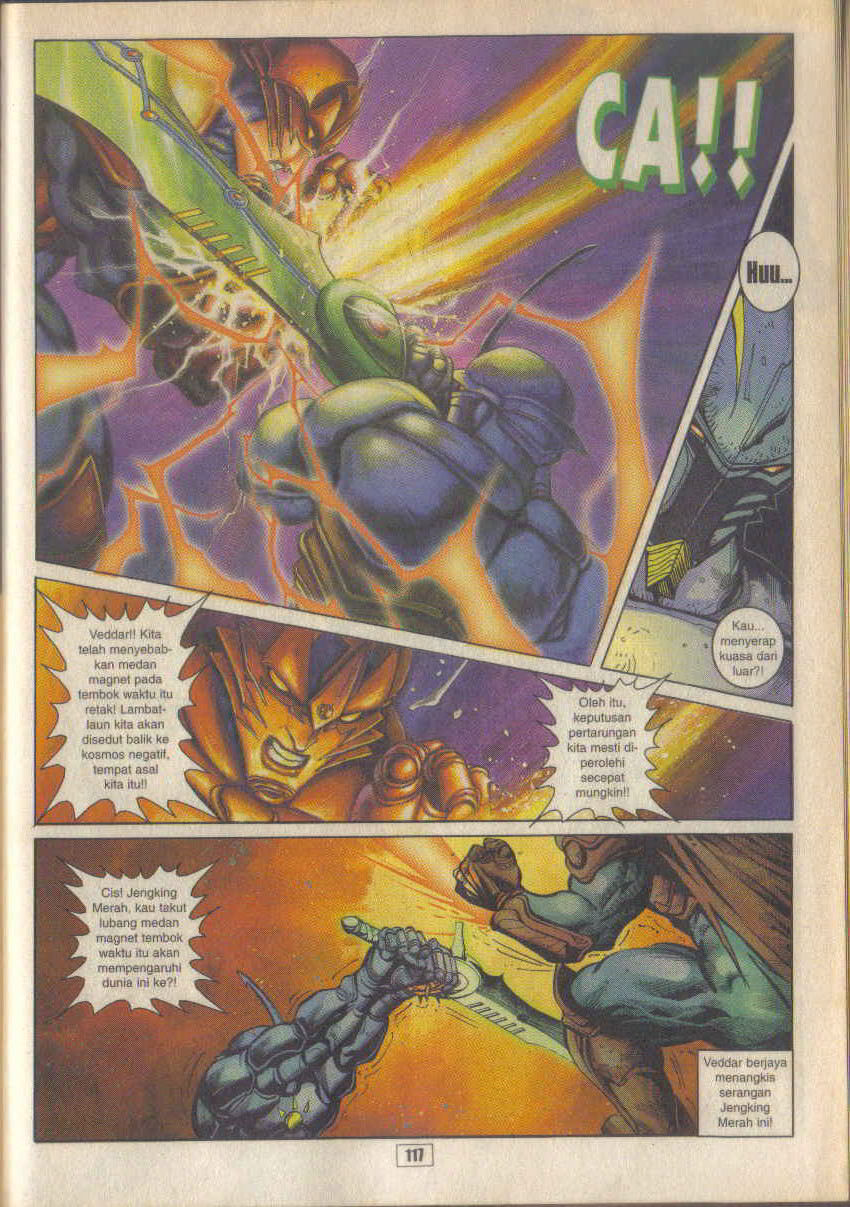 CA!!
Huu...
Kau...
menyerap
kuasa dari
luar?!
Veddar!! Kita
telah menyebab-
kan medan
magnet pada
tembok waktu itu
retak! Lambat-
laun kita akan
disedut balik ke
kosmos negatif,
tempat asal
kita itu!!
Oleh itu,
keputusan
pertarungan
kita mesti di-
perolehi
secepat
mungkin!!
Cis! Jengking
Merah, kau takut
lubang medan
magnet tembok
waktu itu akan
mempengaruhi
dunia ini ke?!
Veddar berjaya
menangkis
serangan
Jengking
Merah ini!
117